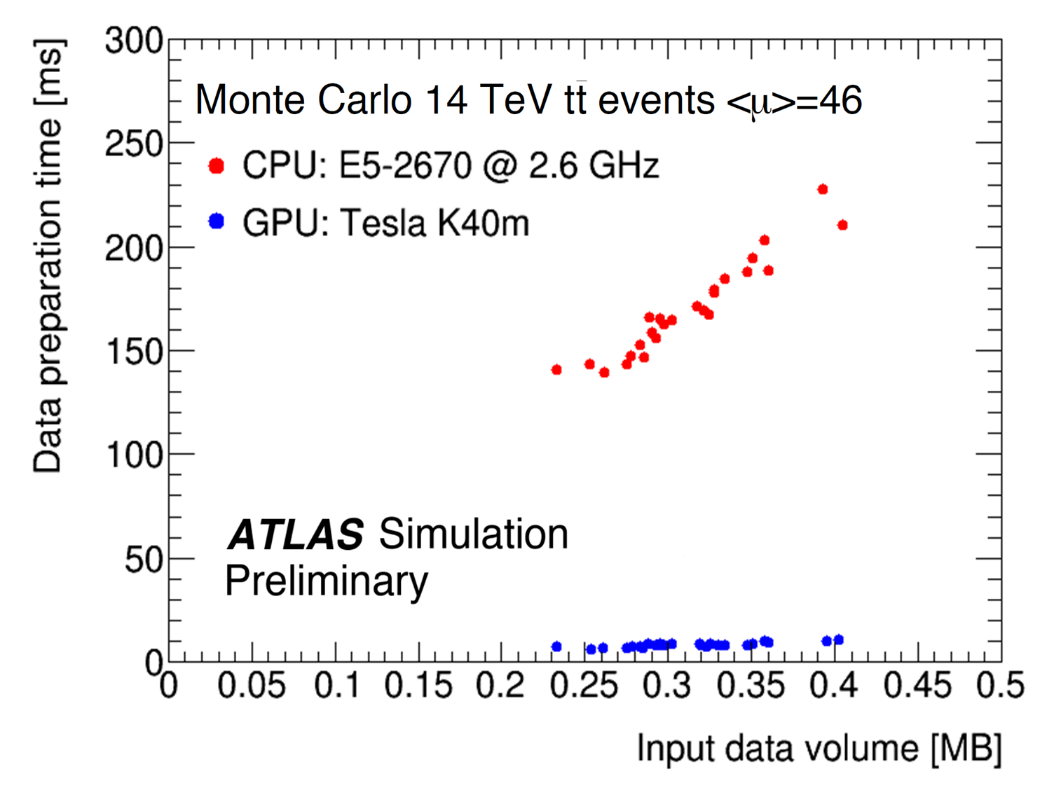 300
250
200
150
100
50
0
Data preparation time [ms]
Monte Carlo 14 TeV tt̄ events <μ>=46
CPU: E5-2670 @ 2.6 GHz
GPU: Tesla K40m
ATLAS Simulation
Preliminary
0 0.05 0.1 0.15 0.2 0.25 0.3 0.35 0.4 0.45 0.5
Input data volume [MB]